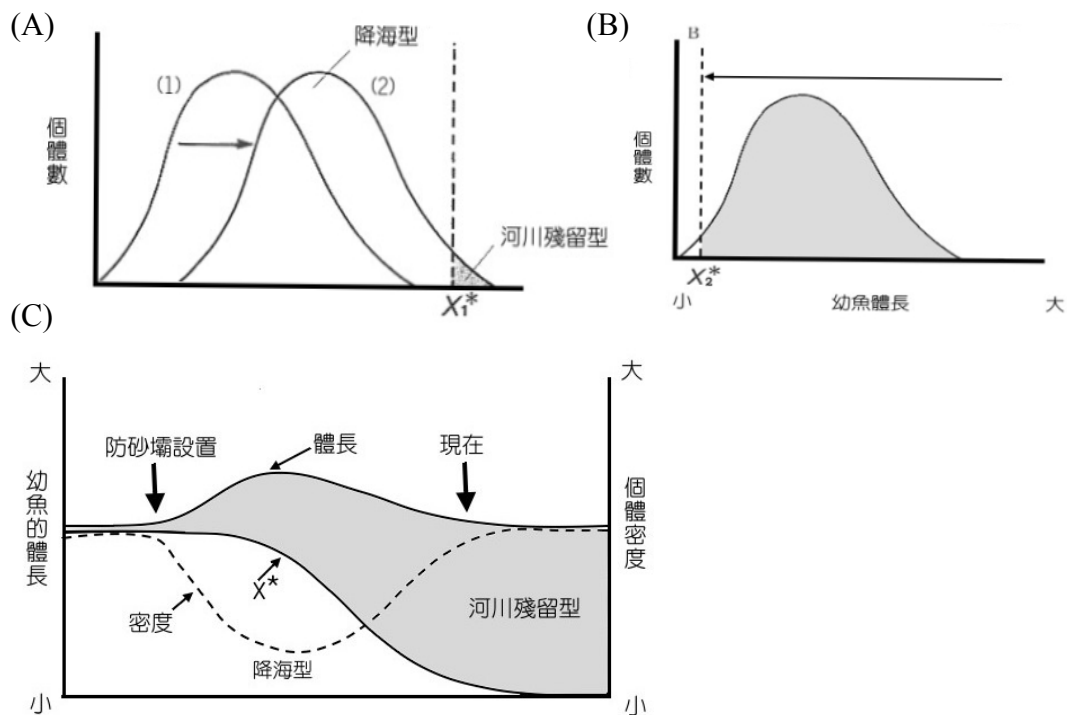 (A)
降海型
(1)
(2)
個體數
河川殘留型
X₁*
(B)
B
個體數
X₂*
小
幼魚體長
大
(C)
大
大
防砂壩設置
體長
現在
幼魚的體長
個體密度
X*
密度
河川殘留型
降海型
小
小